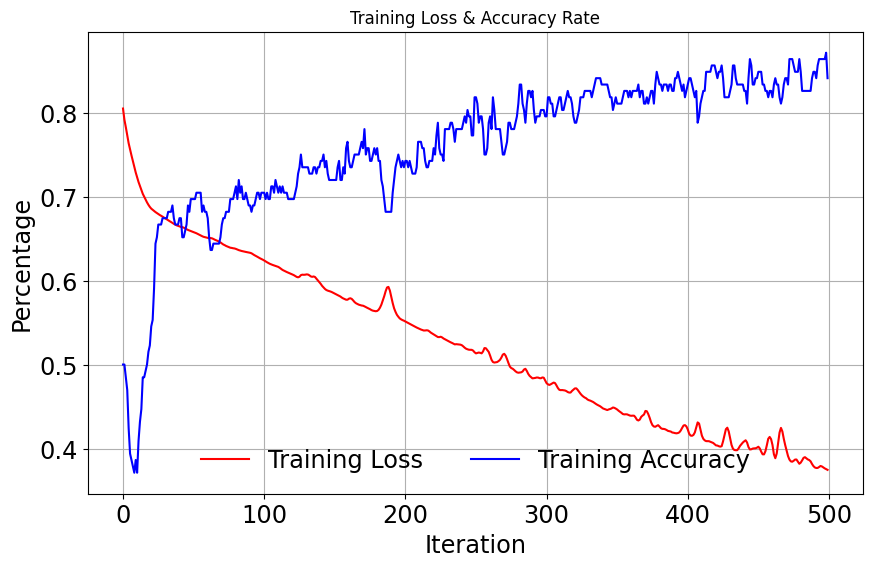 Training Loss & Accuracy Rate
Percentage
0.8
0.7
0.6
0.5
0.4
Training Loss
Training Accuracy
0
100
200
300
400
500
Iteration